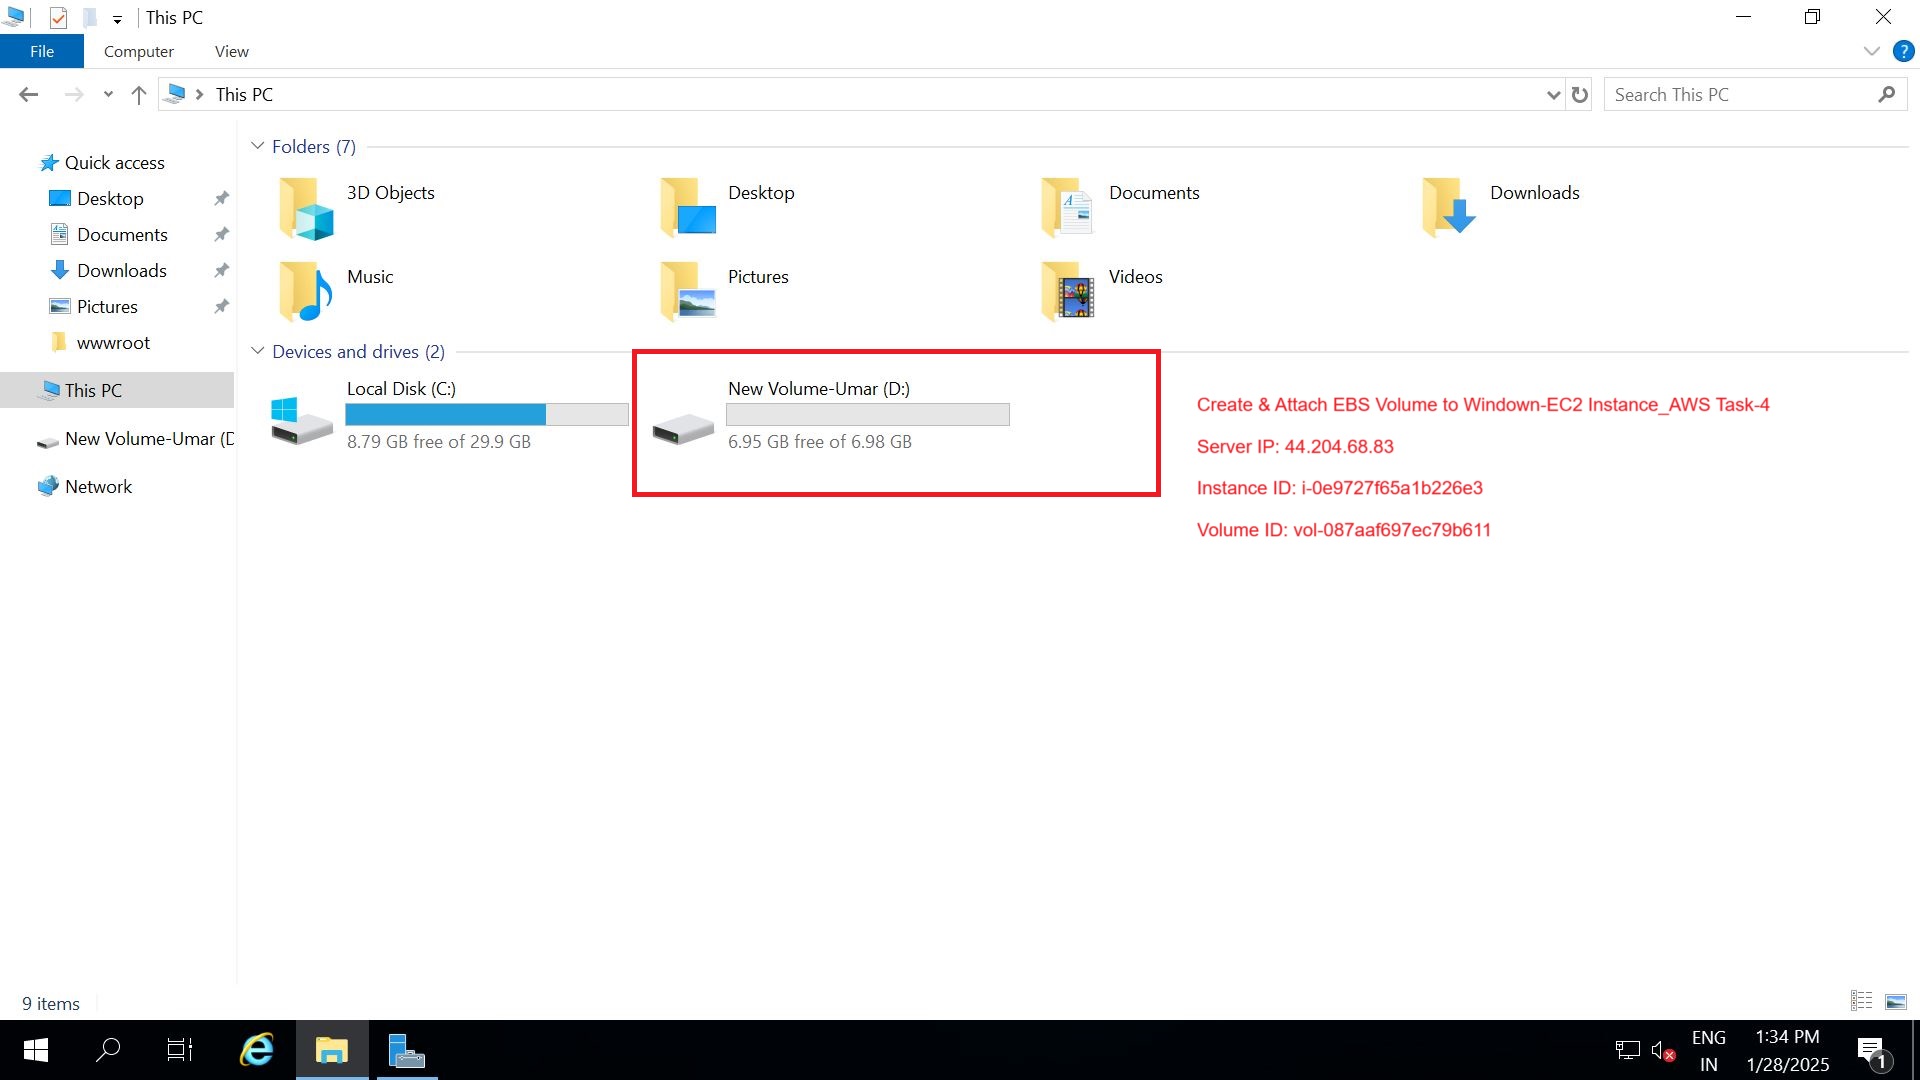 This PC
File
Computer
View
?
This PC
Search This PC
Quick access
Desktop
Documents
Downloads
Pictures
wwwroot
This PC
New Volume-Umar (D
Network
Folders (7)
3D Objects
Desktop
Documents
Downloads
Music
Pictures
Videos
Devices and drives (2)
Local Disk (C:)
8.79 GB free of 29.9 GB
New Volume-Umar (D:)
6.95 GB free of 6.98 GB
Create & Attach EBS Volume to Windown-EC2 Instance_AWS Task-4
Server IP: 44.204.68.83
Instance ID: i-0e9727f65a1b226e3
Volume ID: vol-087aaf697ec79b611
9 items
ENG
IN
1:34 PM
1/28/2025
1